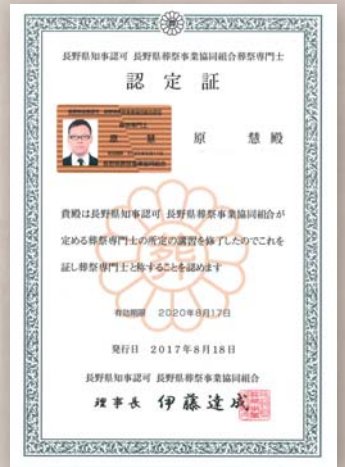 長野県知事認可 長野県葬祭事業協同組合葬祭専門士
認定証
原 慧
原 慧 殿
貴殿は長野県知事認可 長野県葬祭事業協同組合が
定める葬祭専門士の所定の講習を修了したのでこれを
証し葬祭専門士と称することを認めます
有効期限 2020年8月17日
発行日 2017年8月18日
長野県知事認可 長野県葬祭事業協同組合
理事長 伊藤達成